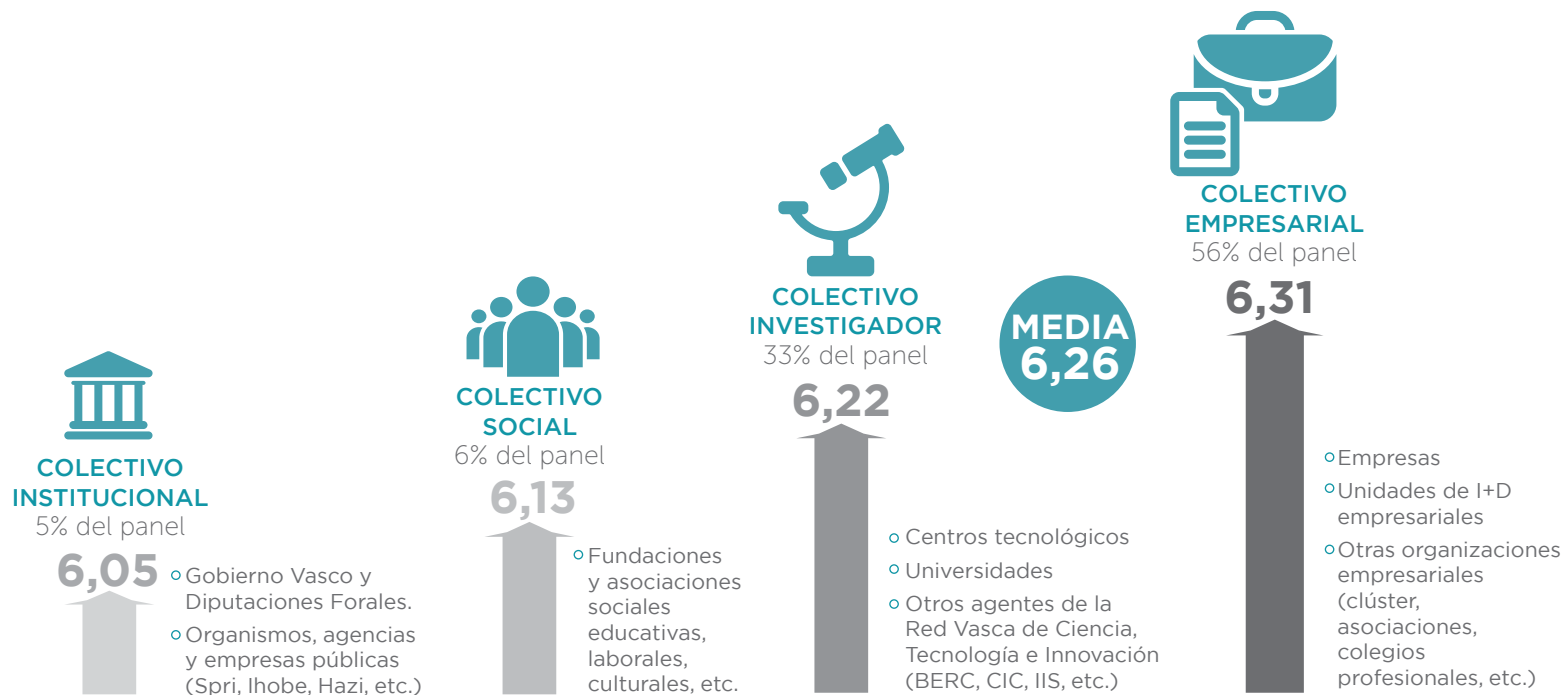 COLECTIVO
INSTITUCIONAL
5% del panel
6,05
Gobierno Vasco y
Diputaciones Forales.
Organismos, agencias
y empresas públicas
(Spri, Ihobe, Hazi, etc.)
COLECTIVO
SOCIAL
6% del panel
6,13
Fundaciones
y asociaciones
sociales
educativas,
laborales,
culturales, etc.
COLECTIVO
INVESTIGADOR
33% del panel
6,22
Centros tecnológicos
Universidades
Otros agentes de la
Red Vasca de Ciencia,
Tecnología e Innovación
(BERC, CIC, IIS, etc.)
MEDIA
6,26
COLECTIVO
EMPRESARIAL
56% del panel
6,31
Empresas
Unidades de I+D
empresariales
Otras organizaciones
empresariales
(clúster,
asociaciones,
colegios
profesionales, etc.)